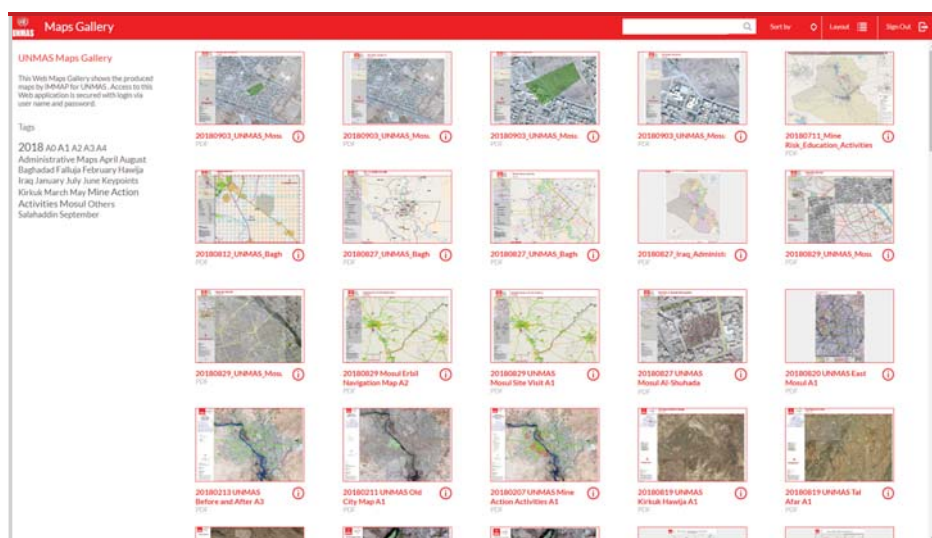 UNMAS
Maps Gallery
Sort by
Layout
Sign Out
UNMAS Maps Gallery
This Web Maps Gallery shows the produced
maps by IMMAP for UNMAS . Access to this
Web application is secured with login via
user name and password.
Tags
2018 A0 A1 A2 A3 A4
Administrative Maps April August
Baghadad Falluja February Hawija
Iraq January July June Keypoints
Kirkuk March May Mine Action
Activities Mosul Others
Salahaddin September
20180903_UNMAS_Mosu
PDF
20180903_UNMAS_Mosu
PDF
20180903_UNMAS_Mosu
PDF
20180903_UNMAS_Mosu
PDF
20180711_Mine
Risk_Education_Activities
PDF
20180812_UNMAS_Bagh
PDF
20180827_UNMAS_Bagh
PDF
20180827_UNMAS_Bagh
PDF
20180827_Iraq_Administr
PDF
20180829_UNMAS_Mosu
PDF
20180829_UNMAS_Mosu
PDF
20180829 Mosul Erbil
Navigation Map A2
PDF
20180829 UNMAS
Mosul Site Visit A1
PDF
20180827 UNMAS
Mosul Al-Shuhada
PDF
20180820 UNMAS East
Mosul A1
PDF
20180213 UNMAS
Before and After A3
PDF
20180211 UNMAS Old
City Map A1
PDF
20180207 UNMAS Mine
Action Activities A1
PDF
20180819 UNMAS
Kirkuk Hawija A1
PDF
20180819 UNMAS Tal
Afar A1
PDF